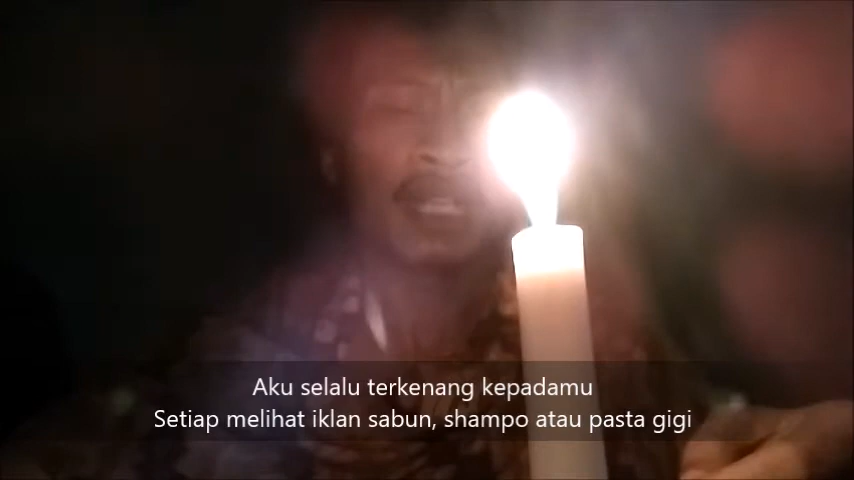 Aku selalu terkenang kepadamu
Setiap melihat iklan sabun, shampo atau pasta gigi